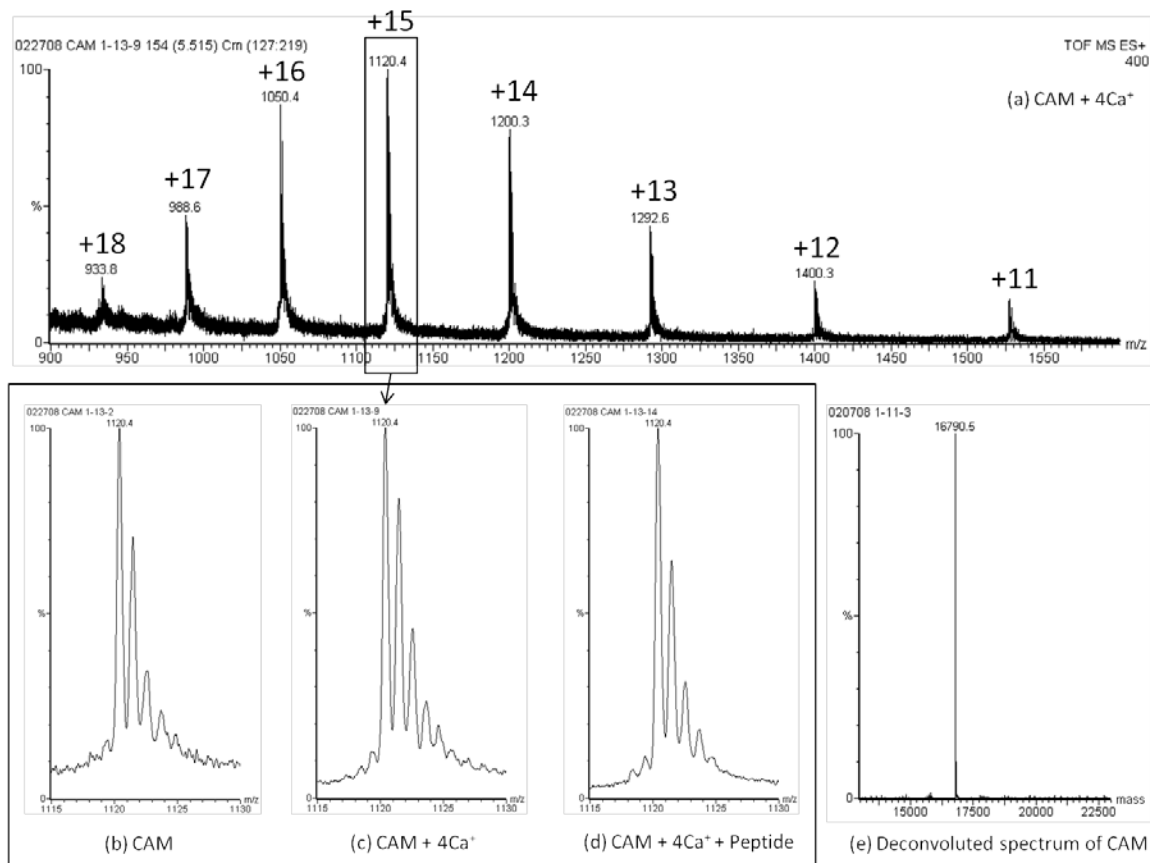 022708 CAM 1-13-9 154 (5.515) Cm (127:219)
TOF MS ES+
400
(a) CAM + 4Ca⁺
100
%
0
+18
933.8
+17
988.6
+16
1050.4
+15
1120.4
+14
1200.3
+13
1292.6
+12
1400.3
+11
900 950 1000 1050 1100 1150 1200 1250 1300 1350 1400 1450 1500 1550 m/z
022708 CAM 1-13-2
1120.4
100
%
0
1115 1120 1125 1130 m/z
(b) CAM
022708 CAM 1-13-9
1120.4
100
%
0
1115 1120 1125 1130 m/z
(c) CAM + 4Ca⁺
022708 CAM 1-13-14
1120.4
100
%
0
1115 1120 1125 1130 m/z
(d) CAM + 4Ca⁺ + Peptide
020708 1-11-3
16790.5
100
%
0
15000 17500 20000 22500 mass
(e) Deconvoluted spectrum of CAM